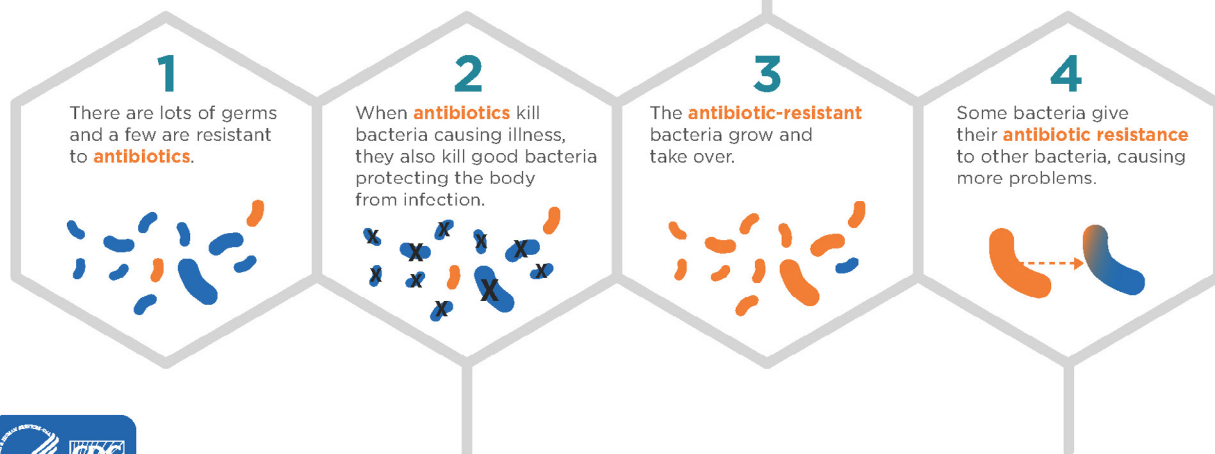 1
There are lots of germs
and a few are resistant
to antibiotics.
2
When antibiotics kill
bacteria causing illness,
they also kill good bacteria
protecting the body
from infection.
X X X X X X X X X X
3
The antibiotic-resistant
bacteria grow and
take over.
4
Some bacteria give
their antibiotic resistance
to other bacteria, causing
more problems.
CDC